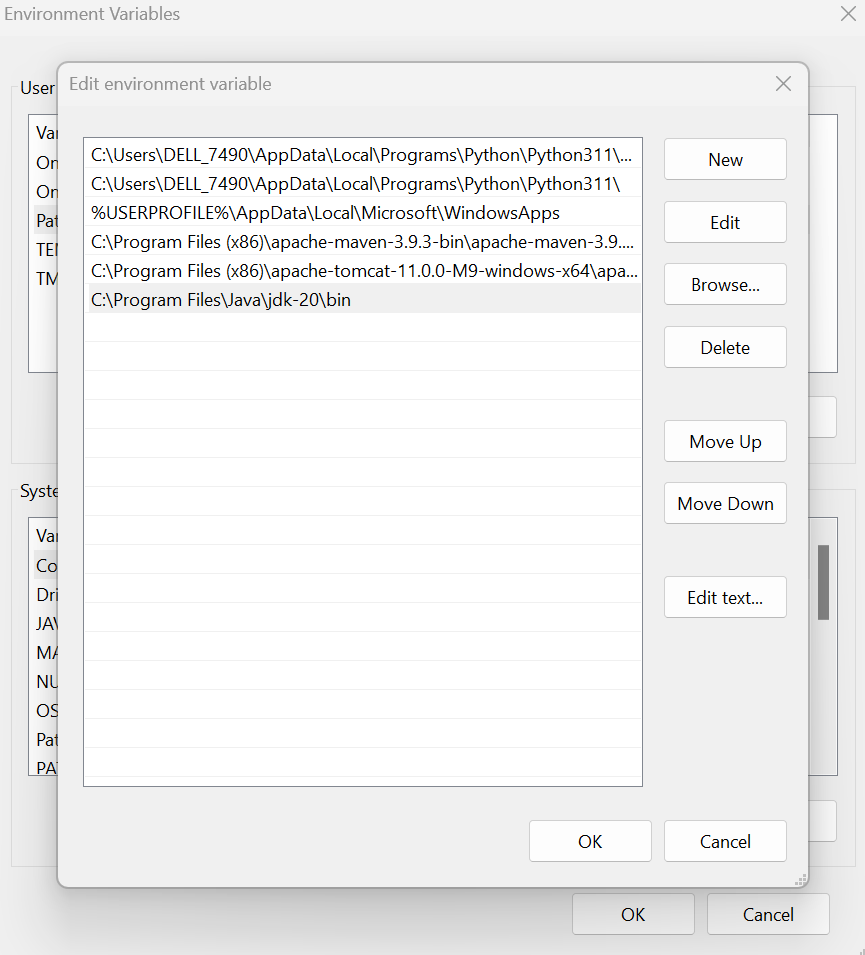 Environment Variables
Edit environment variable
User
C:\Users\DELL_7490\AppData\Local\Programs\Python\Python311\...
C:\Users\DELL_7490\AppData\Local\Programs\Python\Python311\
%USERPROFILE%\AppData\Local\Microsoft\WindowsApps
C:\Program Files (x86)\apache-maven-3.9.3-bin\apache-maven-3.9....
C:\Program Files (x86)\apache-tomcat-11.0.0-M9-windows-x64\apa...
C:\Program Files\Java\jdk-20\bin
New
Edit
Browse...
Delete
Move Up
Move Down
Edit text...
OK
Cancel
Var
On
On
Pat
TEM
TM
Syste
Var
Co
Dri
JAV
MA
NU
OS
Pat
PA
OK
Cancel